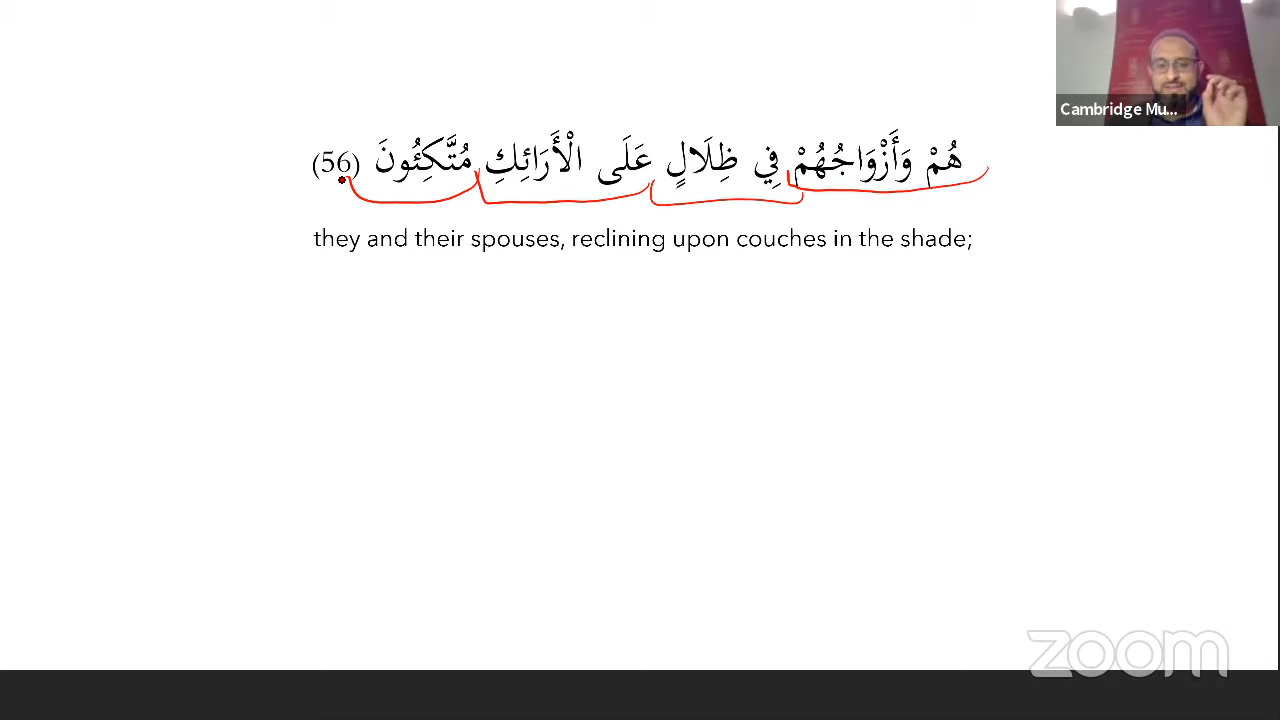 Cambridge Mu...
هُمْ وَأَزْوَاجُهُمْ فِي ظِلَالٍ عَلَى الْأَرَائِكِ مُتَّكِئُونَ (56)
they and their spouses, reclining upon couches in the shade;
zoom